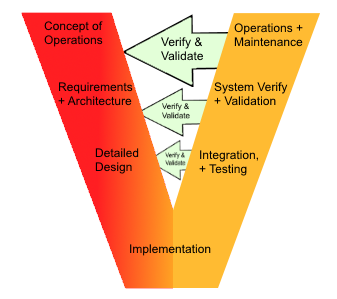 Concept of
Operations
Verify &
Validate
Operations +
Maintenance
Requirements
+ Architecture
Verify &
Validate
System Verify
+ Validation
Detailed
Design
Verify &
Validate
Integration,
+ Testing
Implementation